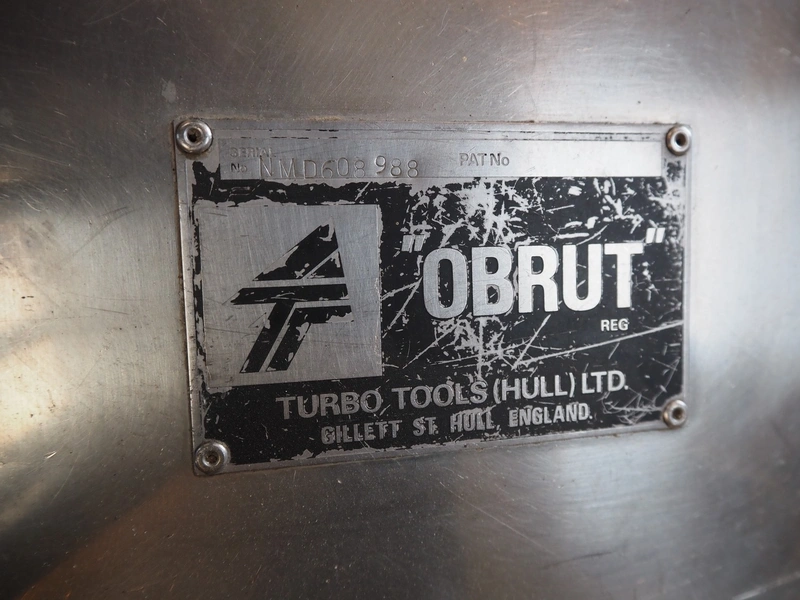 SERIAL
No NMD608988 PAT No
"OBRUT"
REG
TURBO TOOLS (HULL) LTD.
GILLETT ST. HULL, ENGLAND.